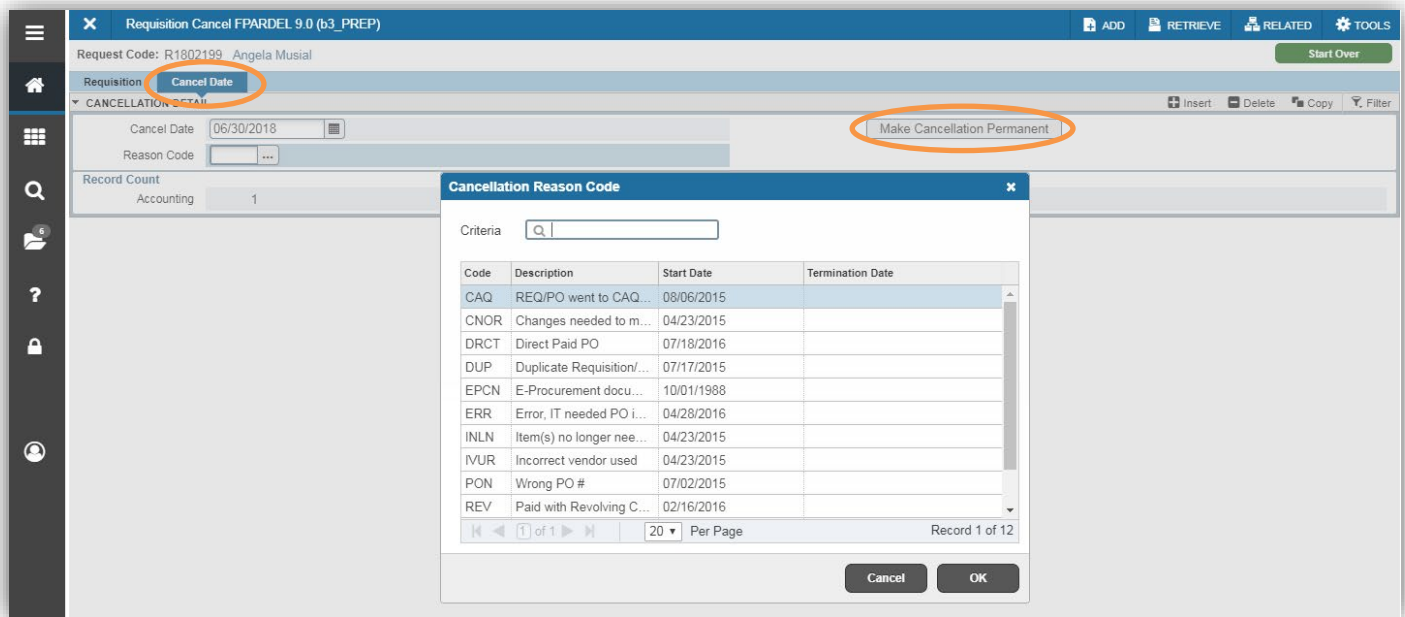 Requisition Cancel FPARDEL 9.0 (b3_PREP) ADD RETRIEVE RELATED TOOLS
Request Code: R1802199 Angela Musial Start Over
Requisition Cancel Date
CANCELLATION DETAIL Insert Delete Copy Filter
Cancel Date 06/30/2018 Make Cancellation Permanent
Reason Code ...
Record Count
Accounting 1
6
?
Cancellation Reason Code
Criteria
Code Description Start Date Termination Date
CAQ REQ/PO went to CAQ... 08/06/2015
CNOR Changes needed to m... 04/23/2015
DRCT Direct Paid PO 07/18/2016
DUP Duplicate Requisition/... 07/17/2015
EPCN E-Procurement docu... 10/01/1988
ERR Error, IT needed PO i... 04/28/2016
INLN Item(s) no longer nee... 04/23/2015
IVUR Incorrect vendor used 04/23/2015
PON Wrong PO # 07/02/2015
REV Paid with Revolving C... 02/16/2016
1 of 1 20 Per Page Record 1 of 12
Cancel OK